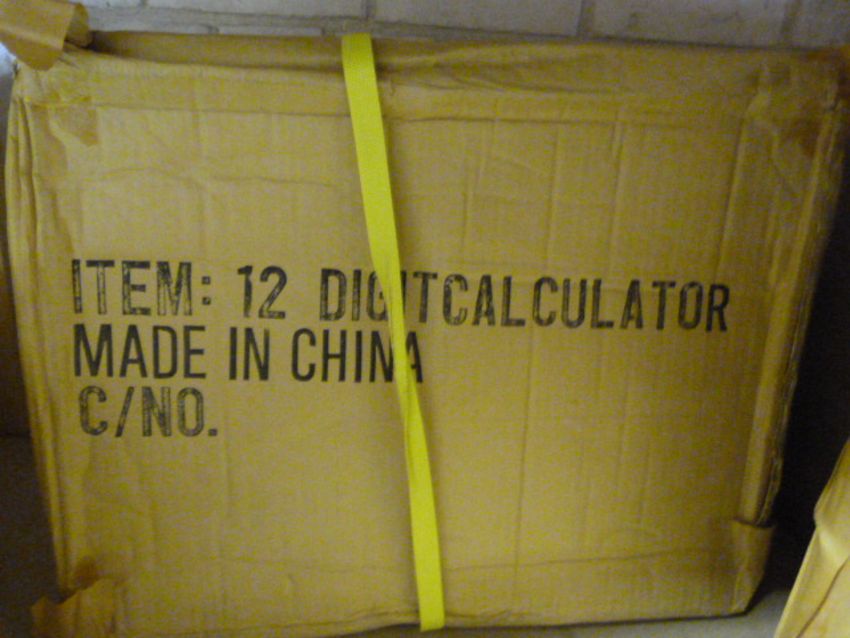 ITEM: 12 DIGITCALCULATOR
MADE IN CHINA
C/NO.